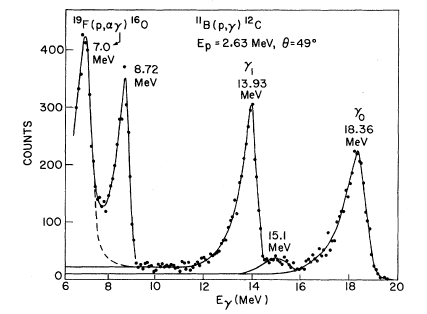 ¹⁹F(p,αγ)¹⁶O
¹¹B(p,γ)¹²C
Eₚ = 2.63 MeV, θ = 49°
7.0
MeV
8.72
MeV
γ₁
13.93
MeV
γ₀
18.36
MeV
15.1
MeV
COUNTS
400
300
200
100
0
6 8 10 12 14 16 18 20
Eᵧ (MeV)